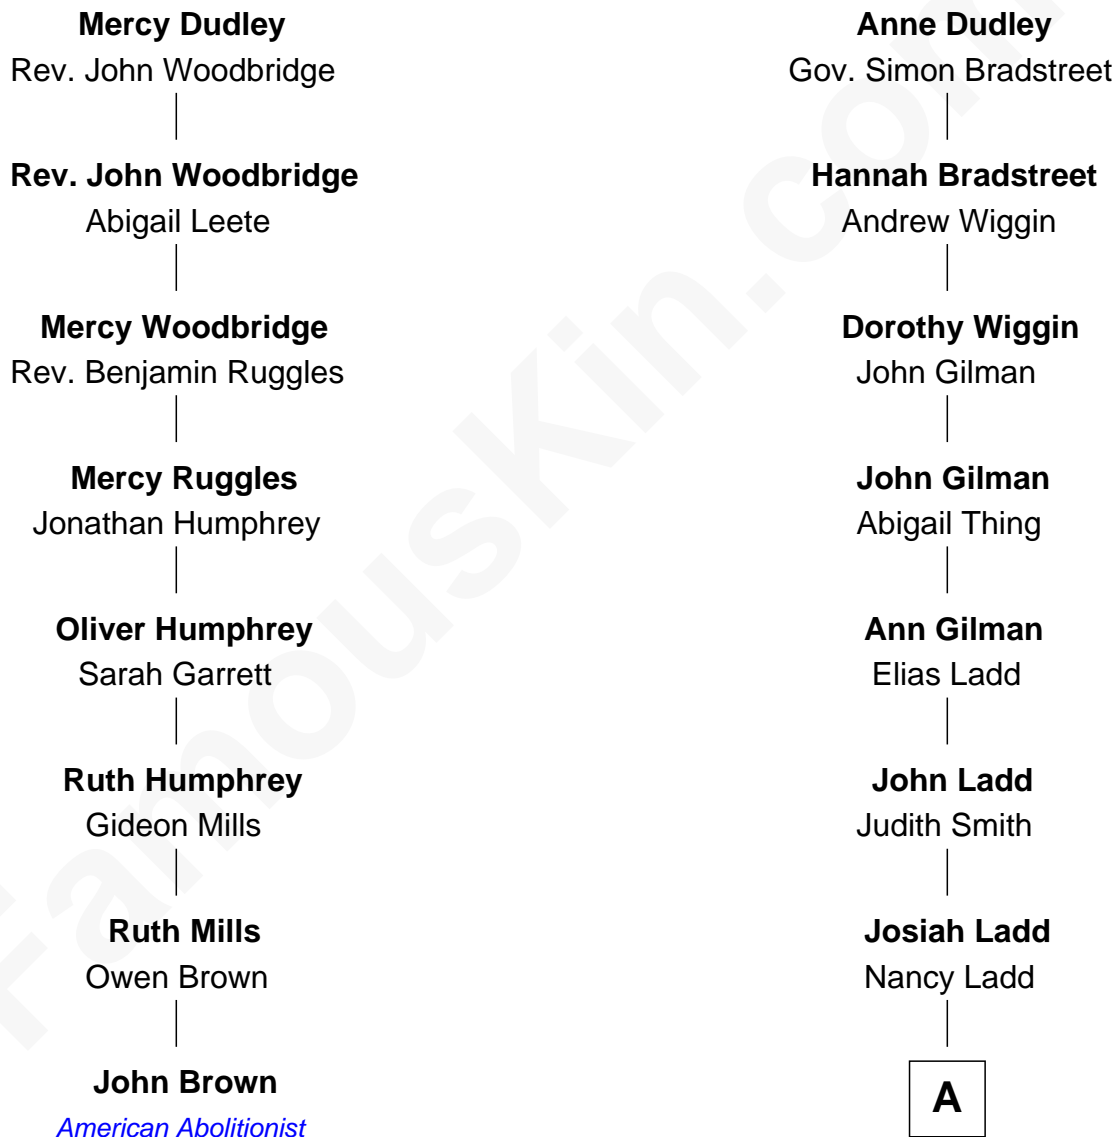 Mercy Dudley
Rev. John Woodbridge
Rev. John Woodbridge
Abigail Leete
Mercy Woodbridge
Rev. Benjamin Ruggles
Mercy Ruggles
Jonathan Humphrey
Oliver Humphrey
Sarah Garrett
Ruth Humphrey
Gideon Mills
Ruth Mills
Owen Brown
John Brown
American Abolitionist
Anne Dudley
Gov. Simon Bradstreet
Hannah Bradstreet
Andrew Wiggin
Dorothy Wiggin
John Gilman
John Gilman
Abigail Thing
Ann Gilman
Elias Ladd
John Ladd
Judith Smith
Josiah Ladd
Nancy Ladd
A
FamousKin.com